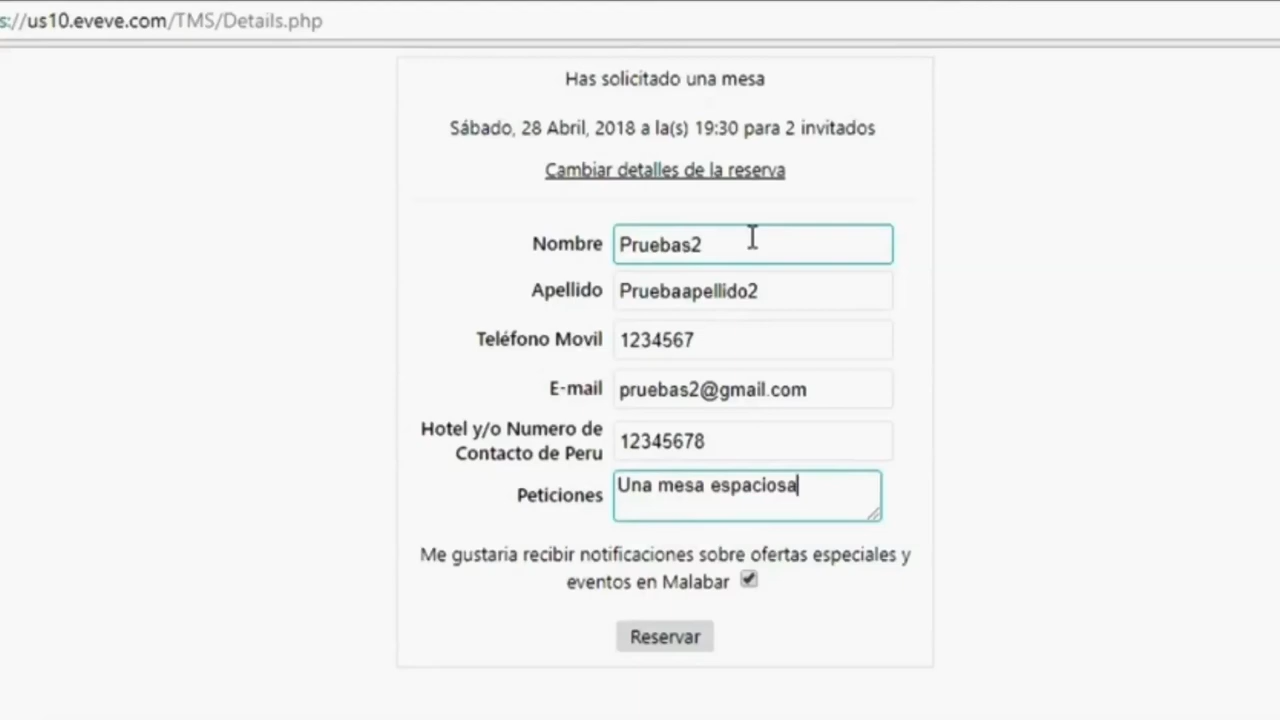 s://us10.eveve.com/TMS/Details.php
Has solicitado una mesa
Sábado, 28 Abril, 2018 a la(s) 19:30 para 2 invitados
Cambiar detalles de la reserva
Nombre Pruebas2
Apellido Pruebaapellido2
Teléfono Movil 1234567
E-mail pruebas2@gmail.com
Hotel y/o Numero de
Contacto de Peru 12345678
Peticiones Una mesa espaciosa
Me gustaria recibir notificaciones sobre ofertas especiales y
eventos en Malabar
Reservar